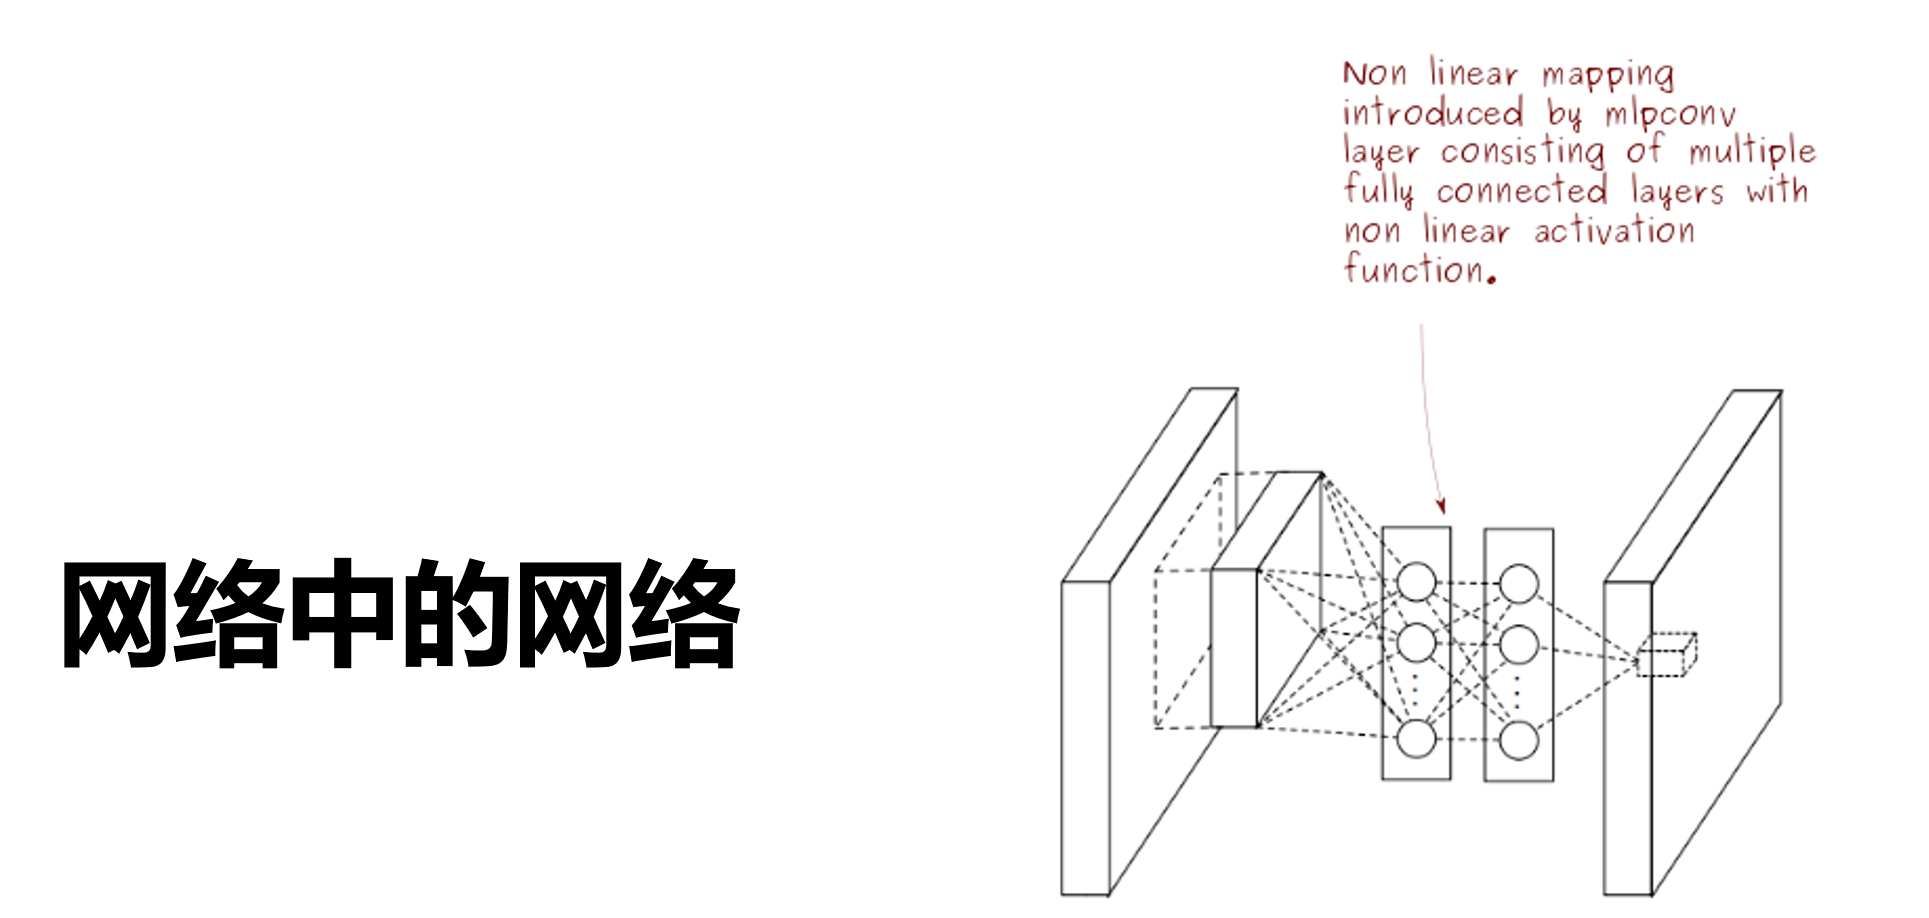 Non linear mapping
introduced by mlpconv
layer consisting of multiple
fully connected layers with
non linear activation
function.
网络中的网络